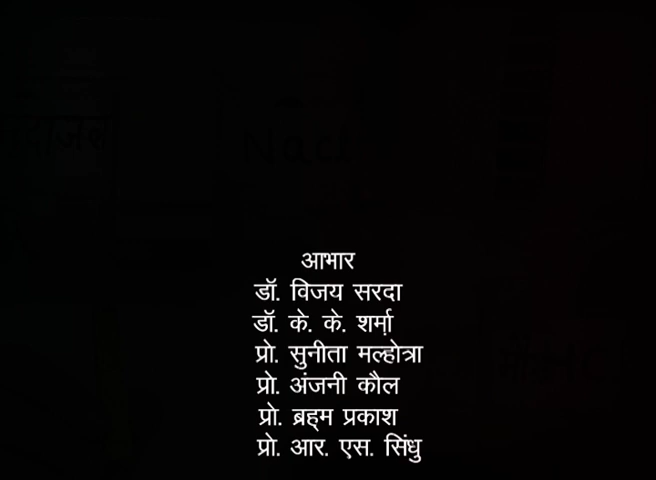 आभार
डॉ. विजय सरदा
डॉ. के. के. शर्मा
प्रो. सुनीता मल्होत्रा
प्रो. अंजनी कौल
प्रो. ब्रह्म प्रकाश
प्रो. आर. एस. सिंधु